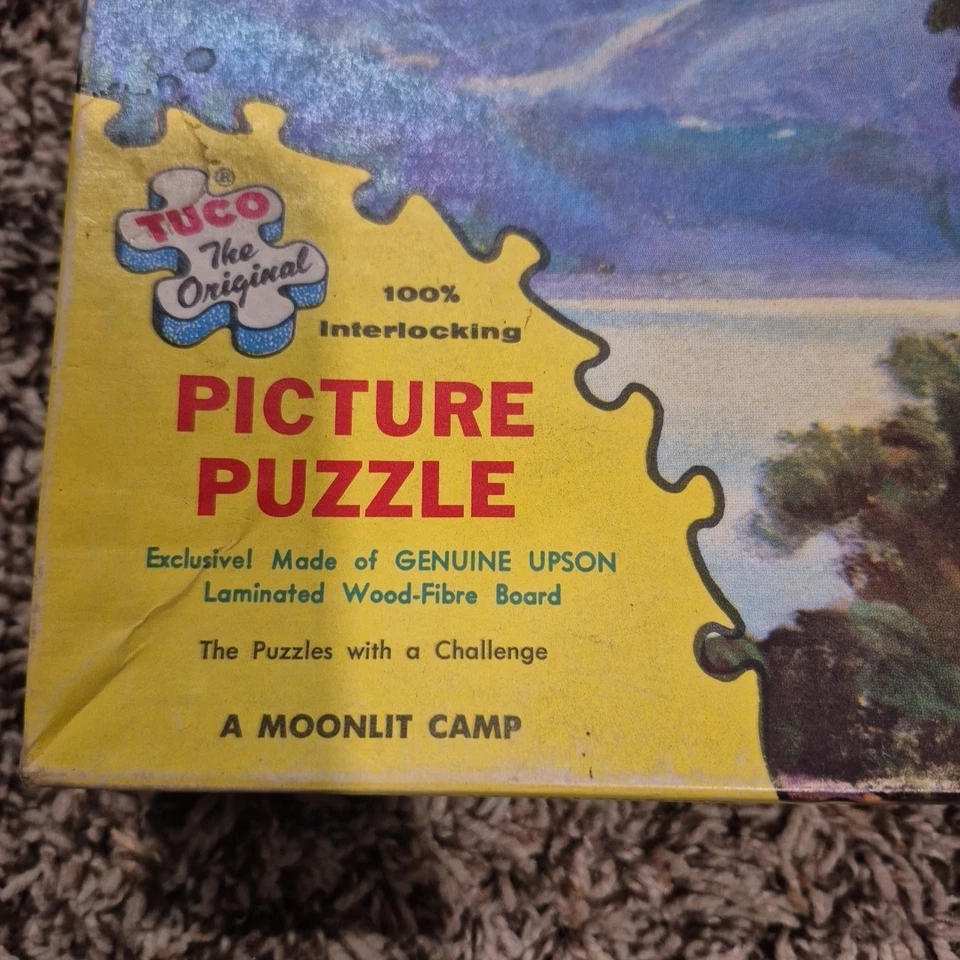 TUCO ®
The
Original
100%
Interlocking
PICTURE
PUZZLE
Exclusive! Made of GENUINE UPSON
Laminated Wood-Fibre Board
The Puzzles with a Challenge
A MOONLIT CAMP